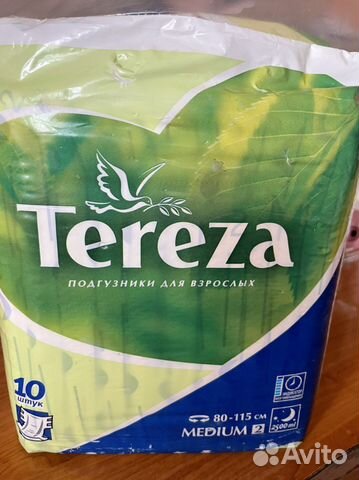 Tereza
ПОДГУЗНИКИ ДЛЯ ВЗРОСЛЫХ
10
штук
80-115 см
MEDIUM 2
2500 ml
Avito